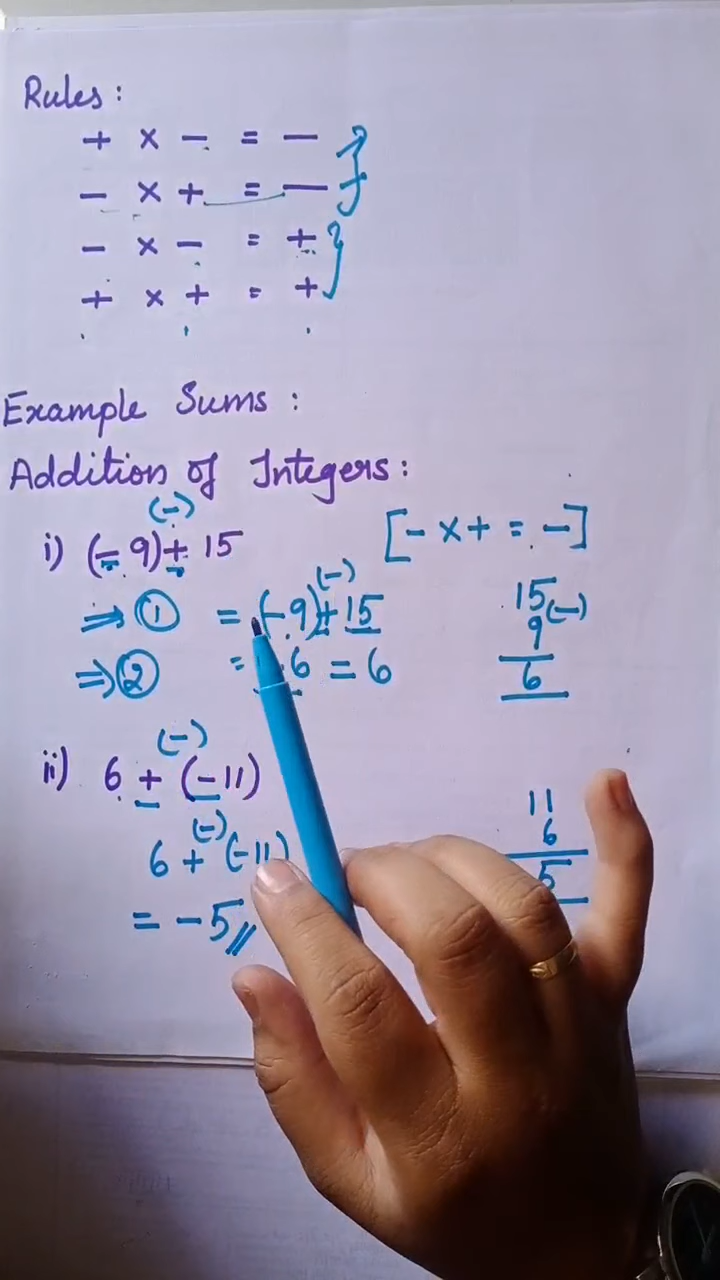 Rules :
+ × − = −
− × + = −
− × − = +
+ × + = +
Example Sums :
Addition of Integers :
(−)
i) (− 9) + 15
[− × + = −]
(−)
⇒ ① = (−9) + 15
⇒ ② = 6 = 6
15 (−)
9
6
(−)
ii) 6 + (−11)
(−)
6 + (−11)
= −5
11
6
5